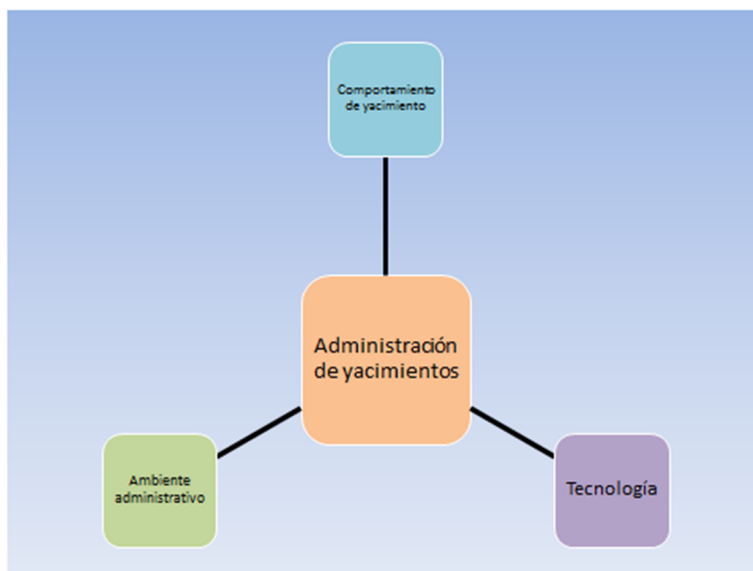 Comportamiento
de yacimiento
Administración
de yacimientos
Ambiente
administrativo
Tecnología